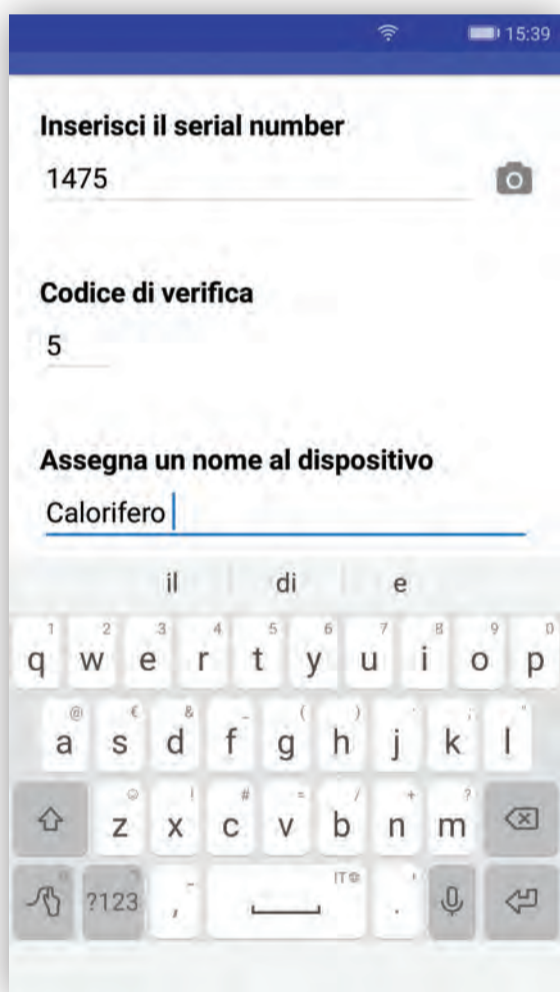 15:39
Inserisci il serial number
1475
Codice di verifica
5
Assegna un nome al dispositivo
Calorifero
il di e
1 2 3 4 5 6 7 8 9 0
q w e r t y u i o p
@ € & _ ( ) ' : ; "
a s d f g h j k l
! # = / + ?
z x c v b n m
?123 , - IT . '